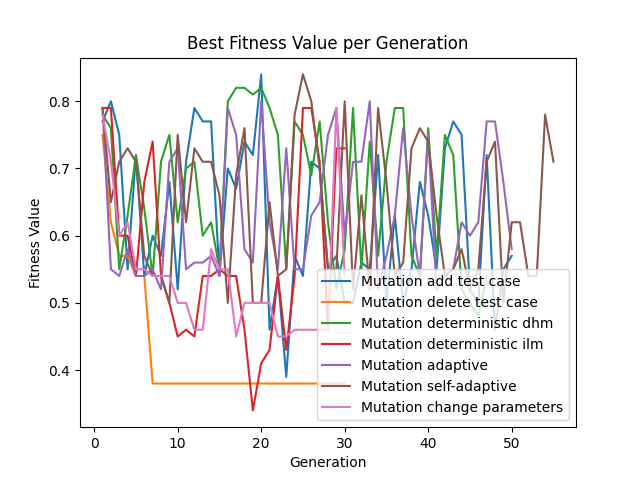 Best Fitness Value per Generation
Fitness Value
0.8
0.7
0.6
0.5
0.4
Mutation add test case
Mutation delete test case
Mutation deterministic dhm
Mutation deterministic ilm
Mutation adaptive
Mutation self-adaptive
Mutation change parameters
0
10
20
30
40
50
Generation